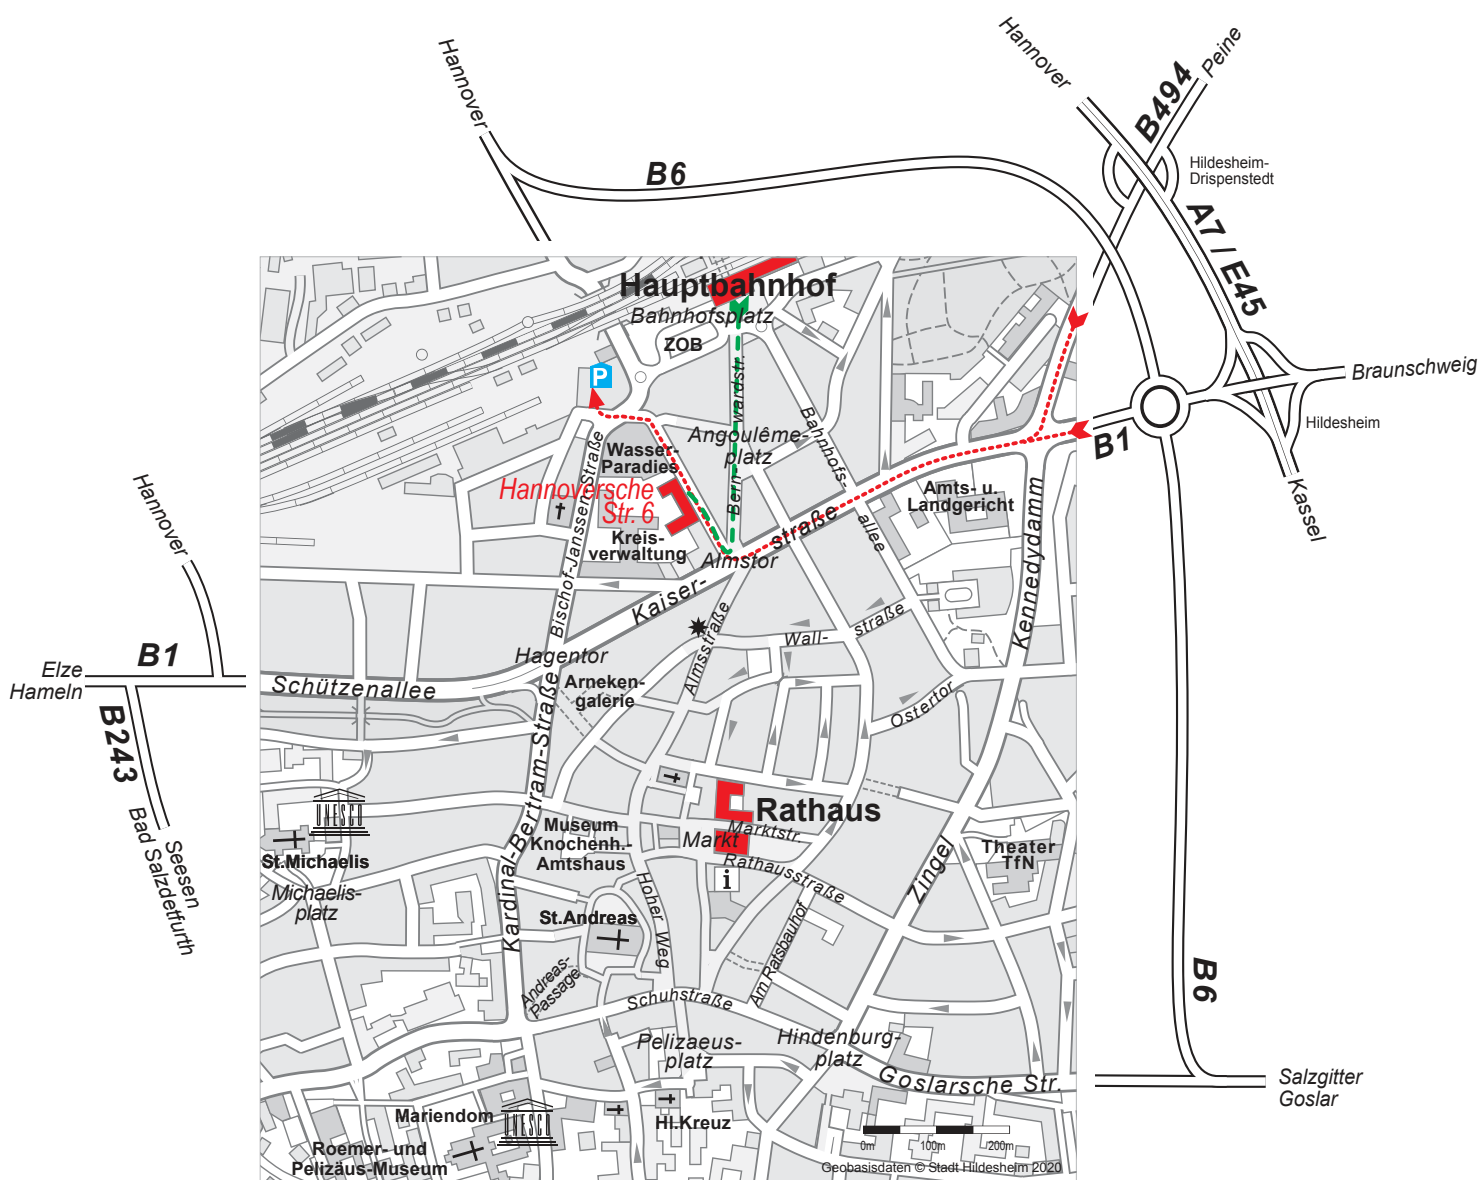 Hannover
Hannover
B494
Peine
B6
Hildesheim-
Drispenstedt
A7 / E45
Hauptbahnhof
Bahnhofsplatz
ZOB
P
Bern-
wardstr.
Braunschweig
Hildesheim
B1
Kassel
Angoulême-
platz
Bahnhofs-
allee
Wasser-
Paradies
Hannoversche
Str. 6
Kreis-
verwaltung
Almstor
Kaiser-
straße
Amts- u.
Landgericht
Kennedydamm
Bischof-Janssen-Straße
Hannover
B1
Elze
Hameln
B243
Seesen
Bad Salzdetfurth
Schützenallee
Hagentor
Arneken-
galerie
Almsstraße
Wall-
straße
Ostertor
Kardinal-Bertram-Straße
Rathaus
Marktstr.
Markt
Rathausstraße
i
Museum
Knochenh.-
Amtshaus
UNESCO
St.Michaelis
Michaelis-
platz
Hoher Weg
St.Andreas
Andreas-
Passage
Am Ratsbauhof
Zingel
Theater
TfN
Schuhstraße
Pelizaeus-
platz
Hindenburg-
platz
Goslarsche Str.
B6
Salzgitter
Goslar
Mariendom
UNESCO
Roemer- und
Pelizäus-Museum
Hl.Kreuz
0m 100m 200m
Geobasisdaten © Stadt Hildesheim 2020